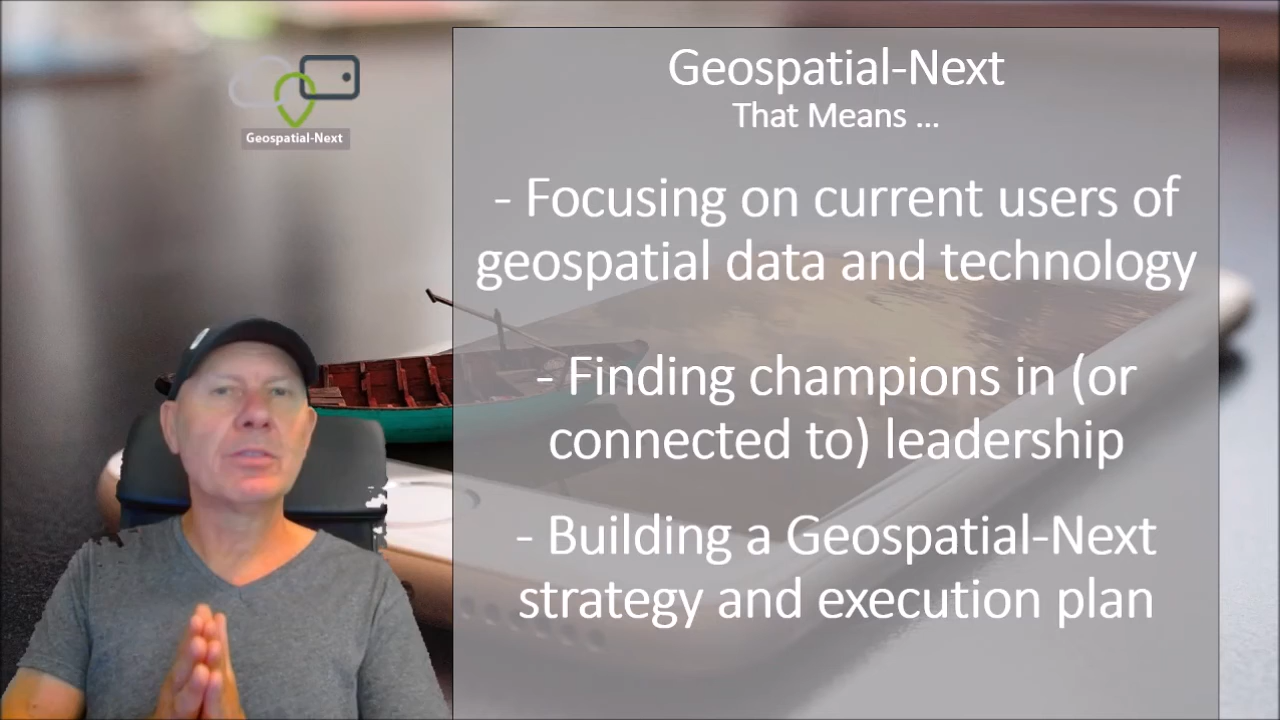 Geospatial-Next
Geospatial-Next
That Means ...
- Focusing on current users of
geospatial data and technology
- Finding champions in (or
connected to) leadership
- Building a Geospatial-Next
strategy and execution plan